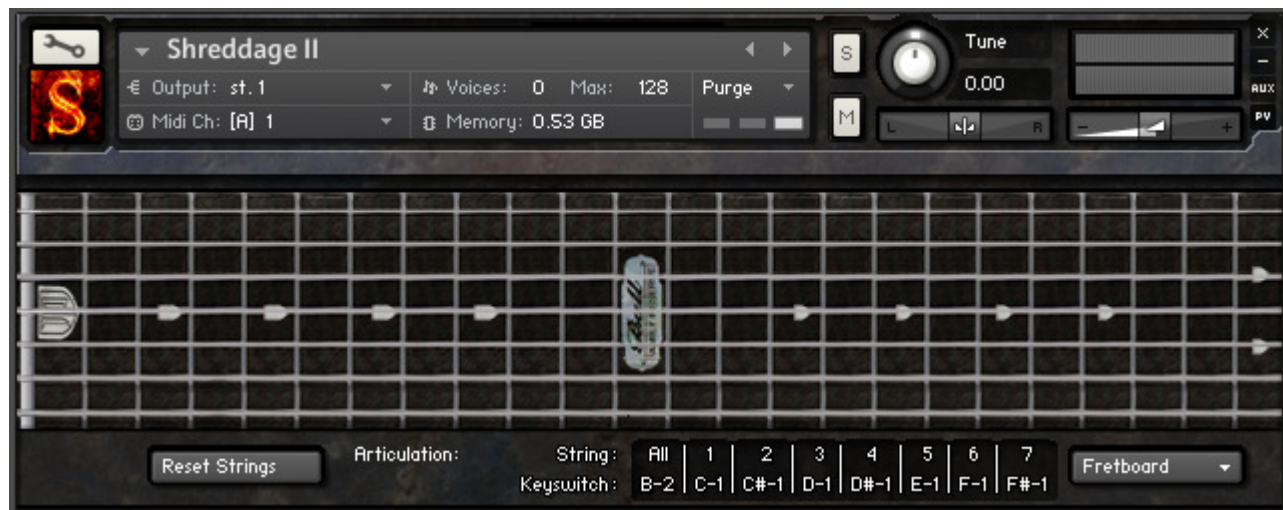 Shreddage II
S
Tune
X
Output: st.1
Voices: 0 Max: 128
Purge
0.00
AUX
Midi Ch: [A] 1
Memory: 0.53 GB
M
L
R
- +
PV
Reset Strings
Articulation:
String: All 1 2 3 4 5 6 7
Keyswitch: B-2 C-1 C#-1 D-1 D#-1 E-1 F-1 F#-1
Fretboard